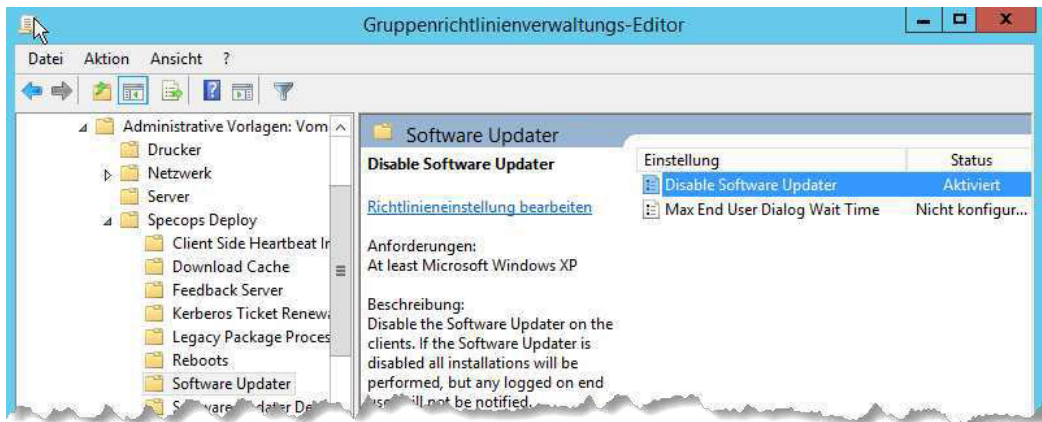 Gruppenrichtlinienverwaltungs-Editor
Datei Aktion Ansicht ?
Administrative Vorlagen: Vom
Drucker
Netzwerk
Server
Specops Deploy
Client Side Heartbeat Ir
Download Cache
Feedback Server
Kerberos Ticket Renew
Legacy Package Proces
Reboots
Software Updater
Software Updater
Disable Software Updater
Richtlinieneinstellung bearbeiten
Anforderungen:
At least Microsoft Windows XP
Beschreibung:
Disable the Software Updater on the
clients. If the Software Updater is
disabled all installations will be
performed, but any logged on end
will not be notified.
Einstellung Status
Disable Software Updater Aktiviert
Max End User Dialog Wait Time Nicht konfigur...